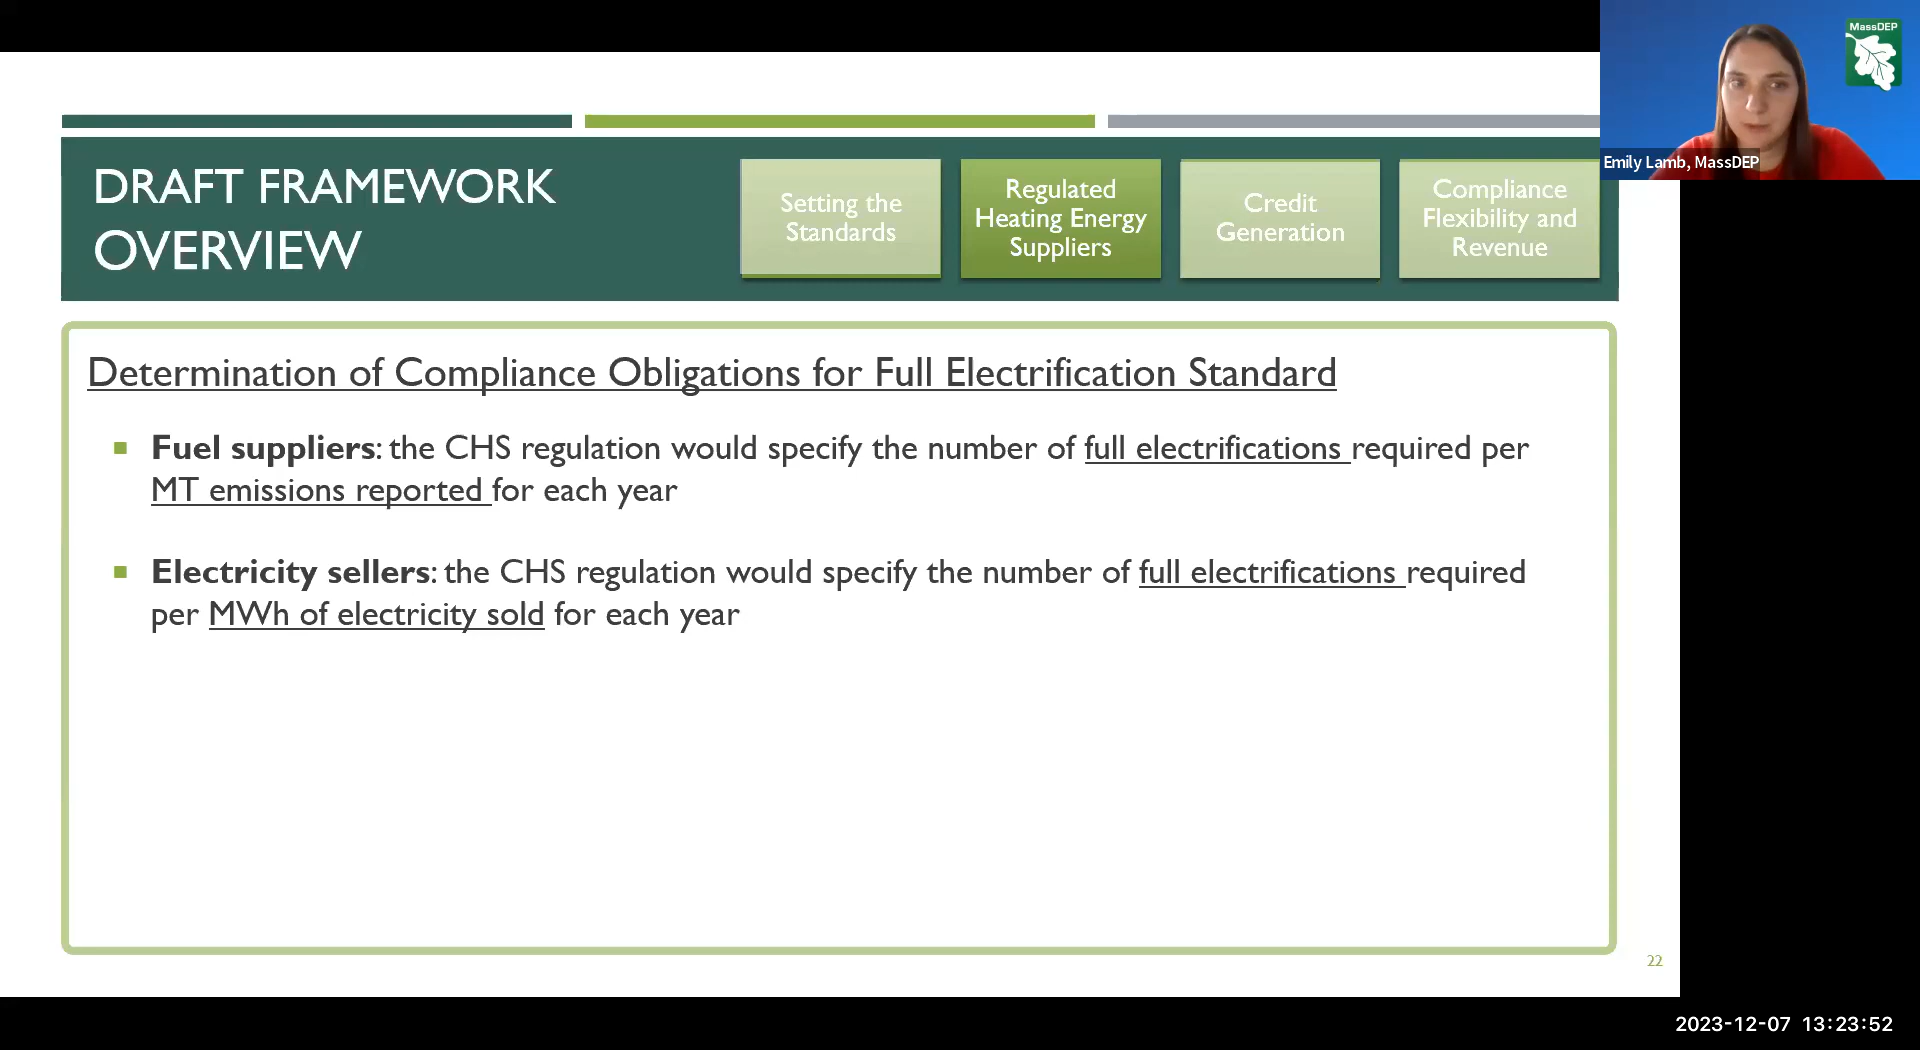 MassDEP
Emily Lamb, MassDEP
DRAFT FRAMEWORK
OVERVIEW
Setting the
Standards
Regulated
Heating Energy
Suppliers
Credit
Generation
Compliance
Flexibility and
Revenue
Determination of Compliance Obligations for Full Electrification Standard
▪ Fuel suppliers: the CHS regulation would specify the number of full electrifications required per
MT emissions reported for each year
▪ Electricity sellers: the CHS regulation would specify the number of full electrifications required
per MWh of electricity sold for each year
22
2023-12-07 13:23:52